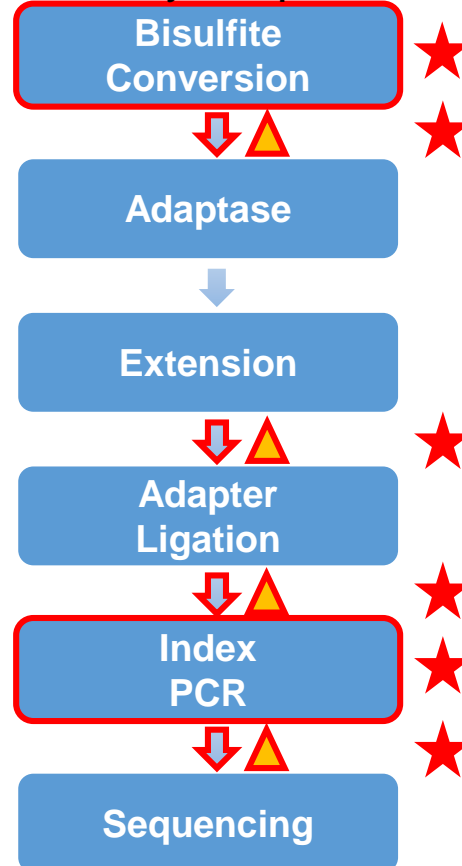 Bisulfite
Conversion
Adaptase
Extension
Adapter
Ligation
Index
PCR
Sequencing